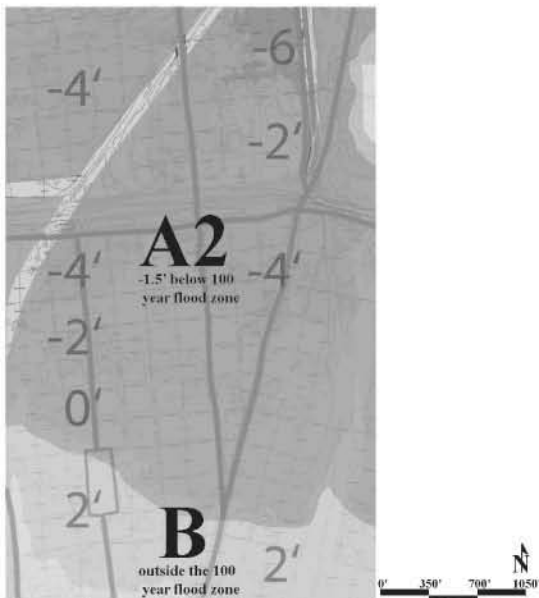 -6
-4'
-2'
A2
-1.5' below 100
year flood zone
-4'
-4'
-2'
0'
2'
B
outside the 100
year flood zone
2'
N
0' 350' 700' 1050'